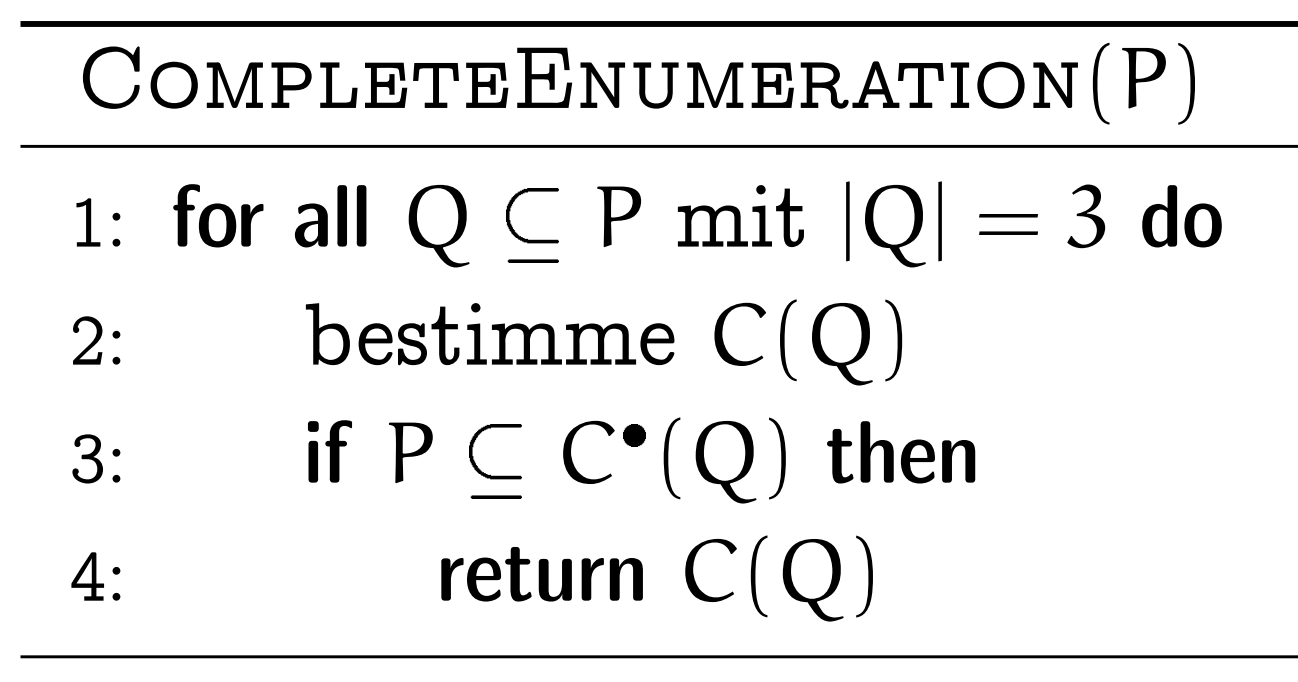 COMPLETEENUMERATION(P)
1: for all Q ⊆ P mit |Q| = 3 do
2: bestimme C(Q)
3: if P ⊆ C•(Q) then
4: return C(Q)